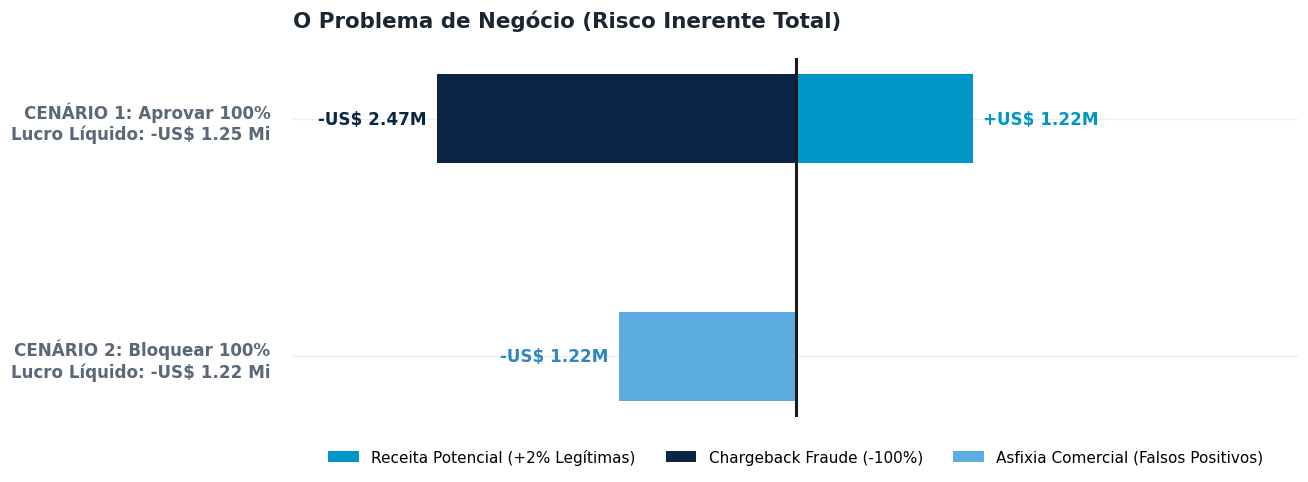 O Problema de Negócio (Risco Inerente Total)
CENÁRIO 1: Aprovar 100%
Lucro Líquido: -US$ 1.25 Mi
-US$ 2.47M
+US$ 1.22M
CENÁRIO 2: Bloquear 100%
Lucro Líquido: -US$ 1.22 Mi
-US$ 1.22M
Receita Potencial (+2% Legítimas)
Chargeback Fraude (-100%)
Asfixia Comercial (Falsos Positivos)